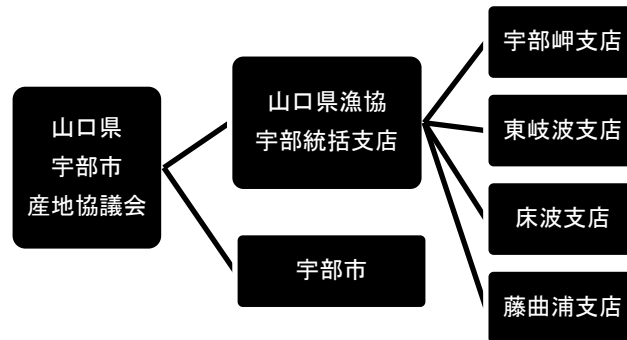 山口県
宇部市
産地協議会
山口県漁協
宇部統括支店
宇部市
宇部岬支店
東岐波支店
床波支店
藤曲浦支店